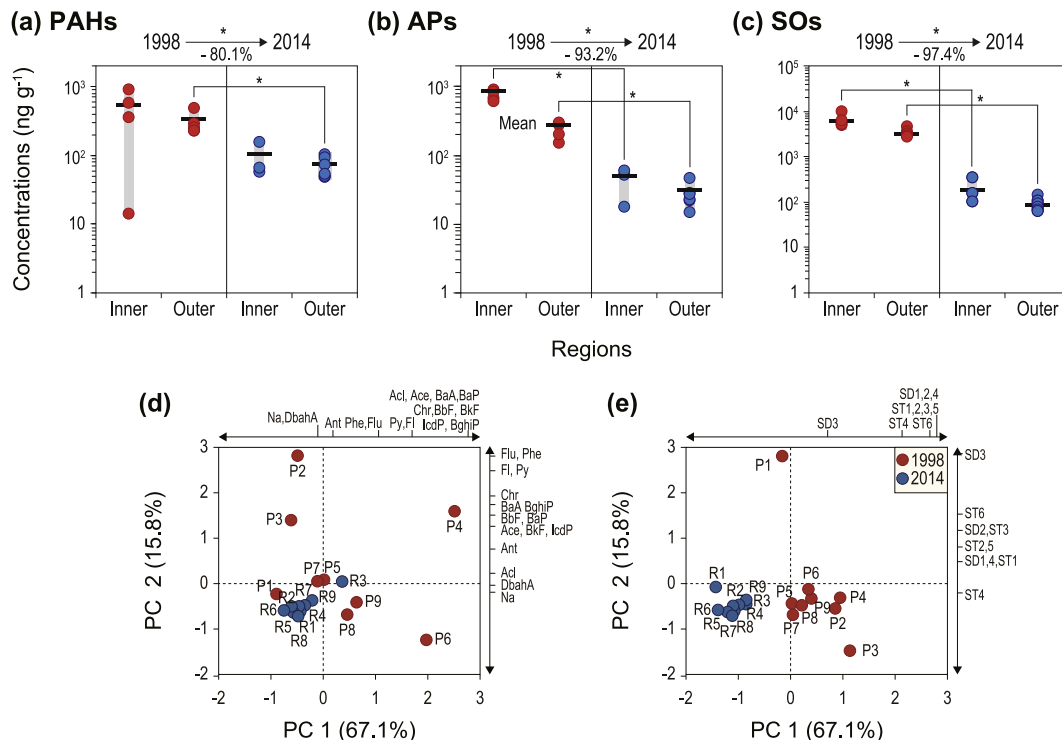 (a) PAHs
(b) APs
(c) SOs
*
1998 2014
- 80.1%
*
1998 2014
- 93.2%
*
1998 2014
- 97.4%
Concentrations (ng g-1)
10³
10²
10
1
*
Inner Outer Inner Outer
10³
10²
10
1
*
*
Mean
Inner Outer Inner Outer
10⁵
10⁴
10³
10²
10
1
*
*
Inner Outer Inner Outer
Regions
(d)
Acl, Ace, BaA,BaP
Chr,BbF, BkF
Na,DbahA Ant Phe,Flu Py,Fl IcdP, BghiP
3
2
1
0
-1
-2
PC 2 (15.8%)
P2
P3
P4
P7 P5
R3
P1
R7
R2
R9
P9
R6
R4
R5 R1
P8
R8
P6
Flu, Phe
Fl, Py
Chr
BaA BghiP
BbF, BaP
Ace, BkF, IcdP
Ant
Acl
DbahA
Na
-2 -1 0 1 2 3
PC 1 (67.1%)
(e)
SD1,2,4
ST1,2,3,5
SD3 ST4 ST6
3
2
1
0
-1
-2
PC 2 (15.8%)
1998
2014
P1
R1
R2 R9
P6
R3
P5
P4
R6
R4
P9
R5 R7
P8 P2
R8
P7
P3
SD3
ST6
SD2,ST3
ST2,5
SD1,4,ST1
ST4
-2 -1 0 1 2 3
PC 1 (67.1%)